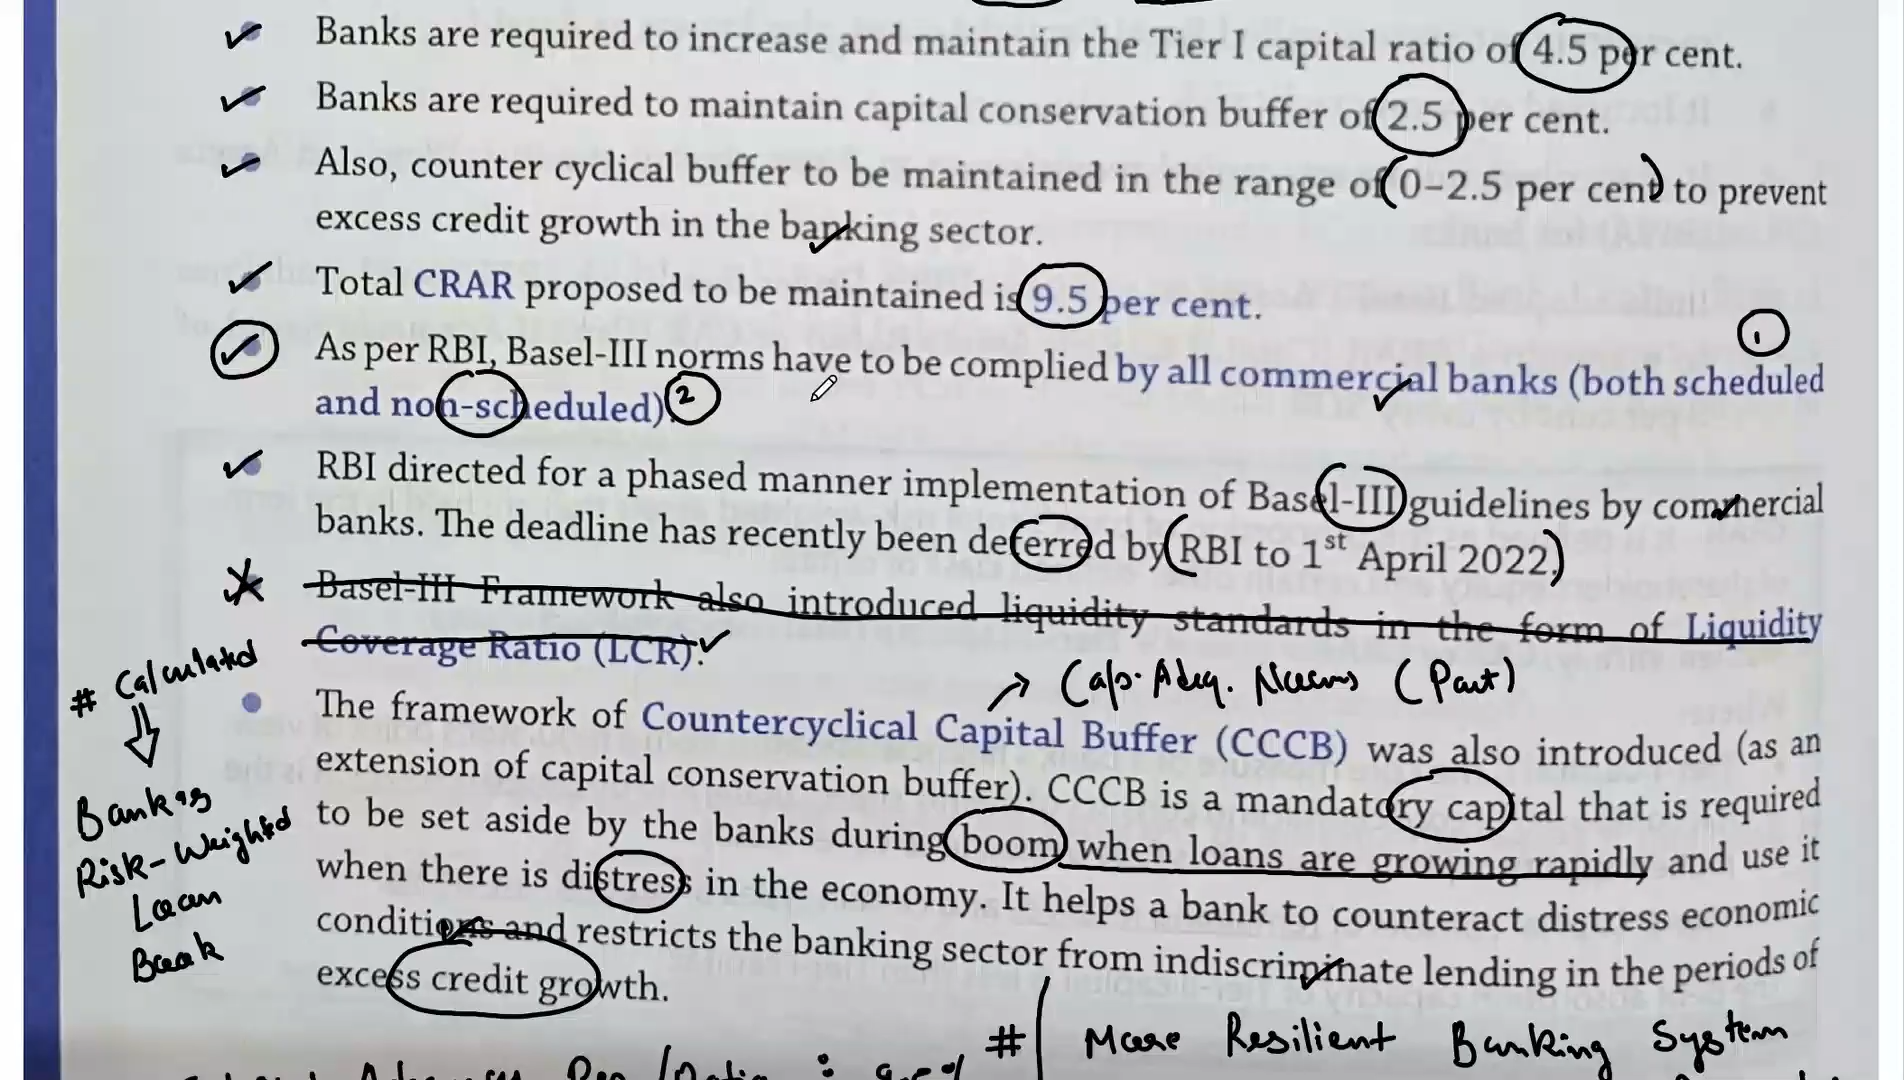 Banks are required to increase and maintain the Tier I capital ratio of 4.5 per cent.
Banks are required to maintain capital conservation buffer of 2.5 per cent.
Also, counter cyclical buffer to be maintained in the range of (0–2.5 per cent) to prevent
excess credit growth in the banking sector.
Total CRAR proposed to be maintained is 9.5 per cent.
1
As per RBI, Basel-III norms have to be complied by all commercial banks (both scheduled
and non-scheduled). 2
RBI directed for a phased manner implementation of Basel-III guidelines by commercial
banks. The deadline has recently been deferred by (RBI to 1st April 2022.)
Basel-III Framework also introduced liquidity standards in the form of Liquidity
Coverage Ratio (LCR).
# Calculated
Cap. Adeq. Norms (Part)
The framework of Countercyclical Capital Buffer (CCCB) was also introduced (as an
extension of capital conservation buffer). CCCB is a mandatory capital that is required
to be set aside by the banks during boom when loans are growing rapidly and use it
when there is distress in the economy. It helps a bank to counteract distress economic
conditions and restricts the banking sector from indiscriminate lending in the periods of
excess credit growth.
Bank's
Risk-Weighted
Loan
Book
# More Resilient Banking System